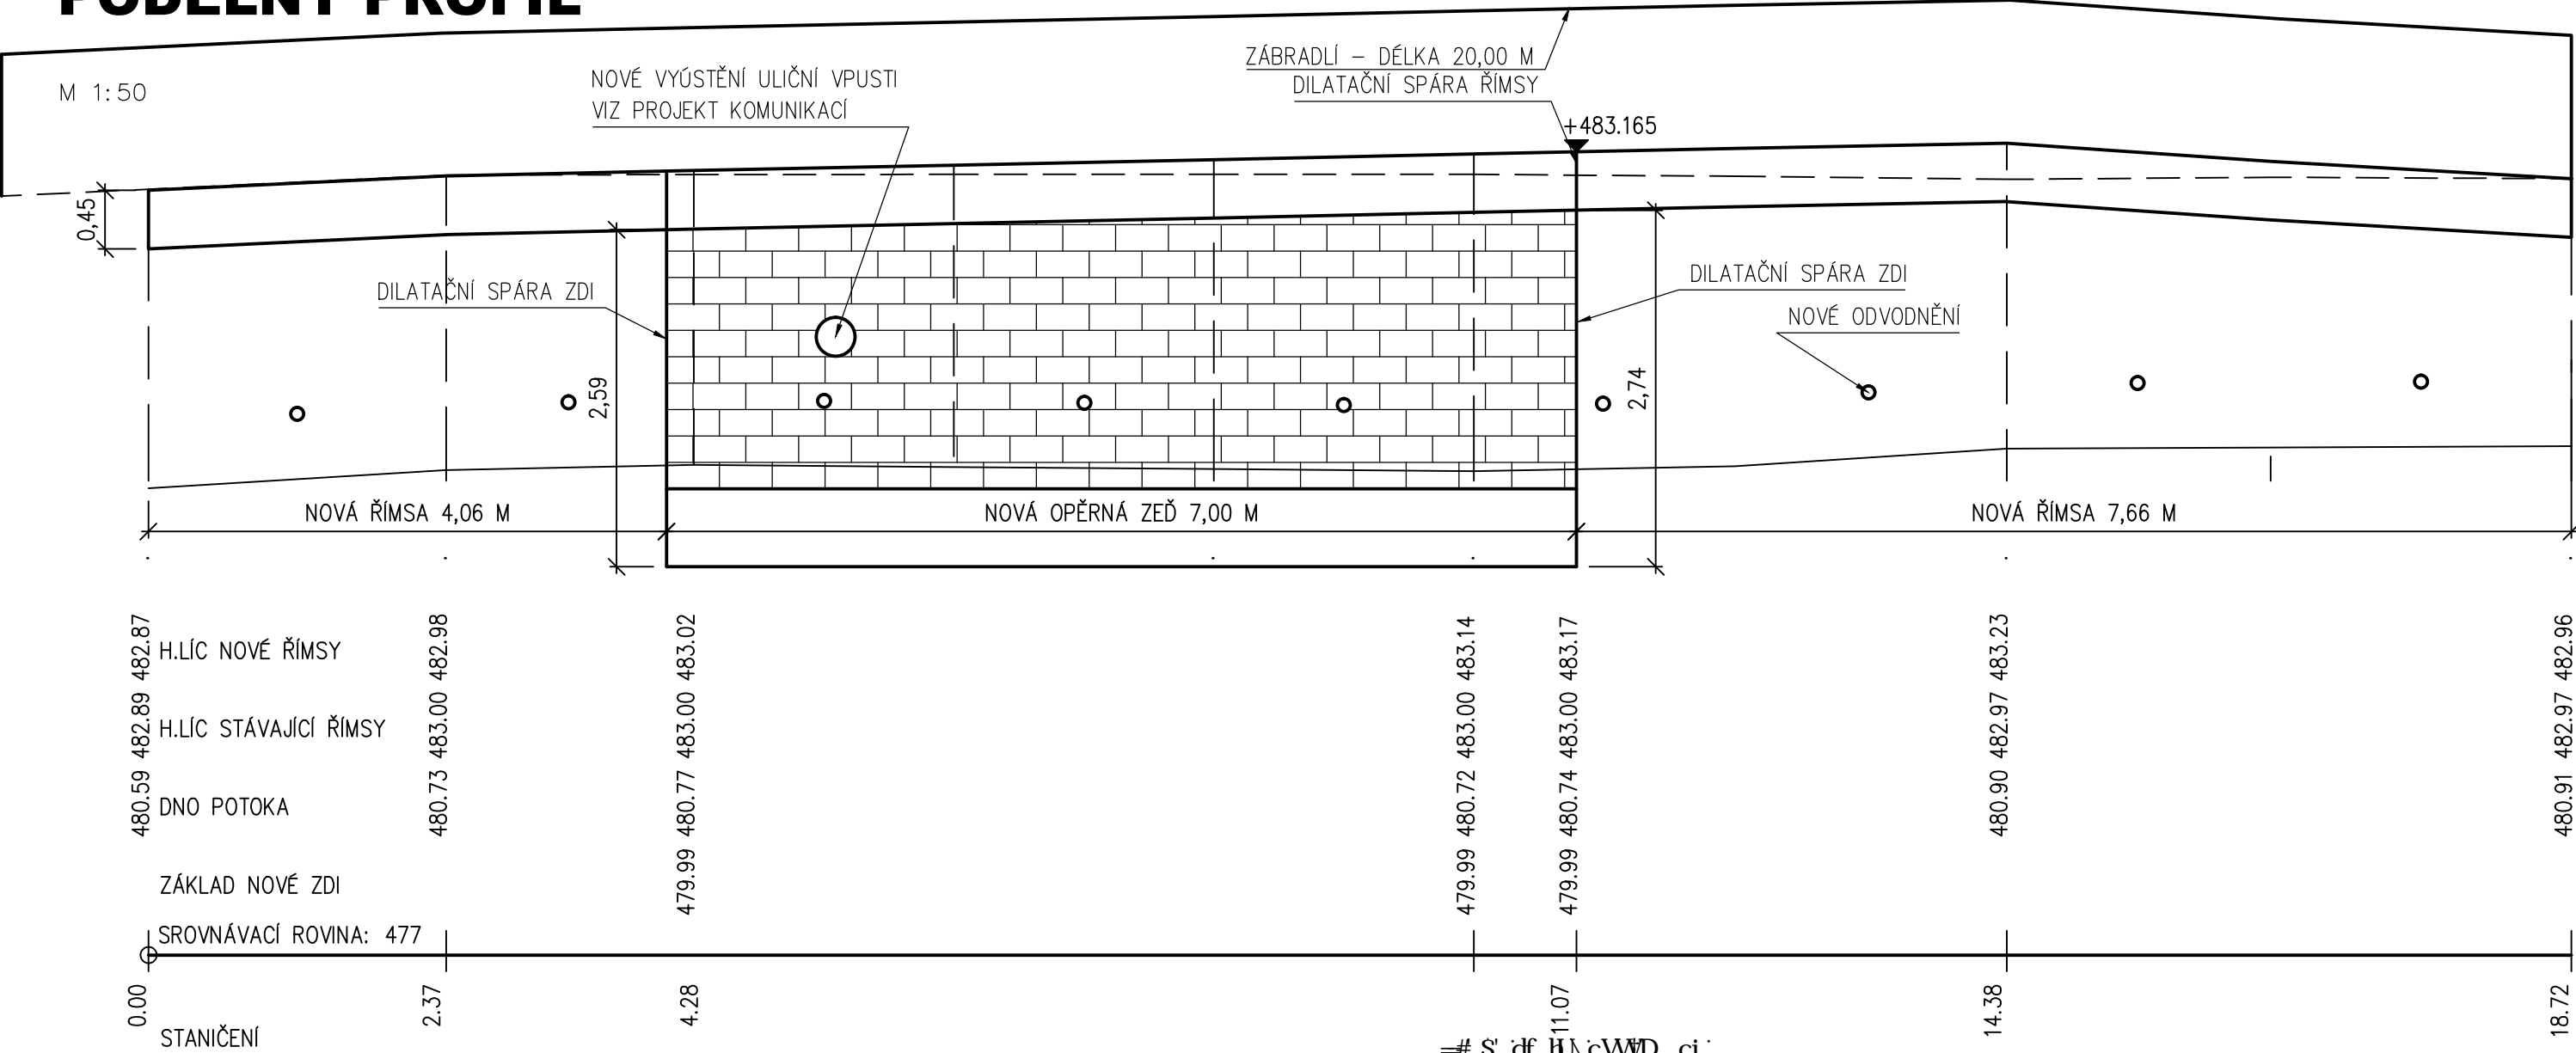 PODÉLNÝ PROFIL
M 1:50
NOVÉ VYÚSTĚNÍ ULIČNÍ VPUSTI
VIZ PROJEKT KOMUNIKACÍ
ZÁBRADLÍ – DÉLKA 20,00 M
DILATAČNÍ SPÁRA ŘÍMSY
+483.165
0,45
DILATAČNÍ SPÁRA ZDI
2,59
DILATAČNÍ SPÁRA ZDI
NOVÉ ODVODNĚNÍ
2,74
NOVÁ ŘÍMSA 4,06 M
NOVÁ OPĚRNÁ ZEĎ 7,00 M
NOVÁ ŘÍMSA 7,66 M
H.LÍC NOVÉ ŘÍMSY
482.87 482.98 483.02 483.14 483.17 483.23 482.96
H.LÍC STÁVAJÍCÍ ŘÍMSY
482.89 483.00 483.00 483.00 483.00 482.97 482.97
DNO POTOKA
480.59 480.73 480.77 480.72 480.74 480.90 480.91
ZÁKLAD NOVÉ ZDI
479.99 479.99 479.99
SROVNÁVACÍ ROVINA: 477
0.00 2.37 4.28 11.07 14.38 18.72
STANIČENÍ